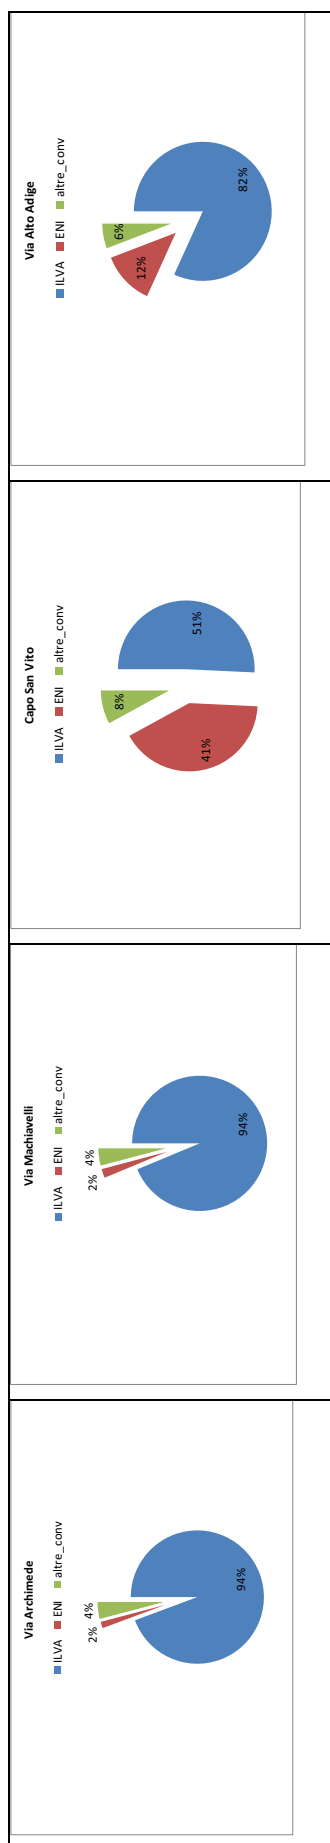 Via Archimede
ILVA ENI altre_conv
94%
2%
4%
Via Machiavelli
ILVA ENI altre_conv
94%
2%
4%
Capo San Vito
ILVA ENI altre_conv
51%
41%
8%
Via Alto Adige
ILVA ENI altre_conv
82%
12%
6%